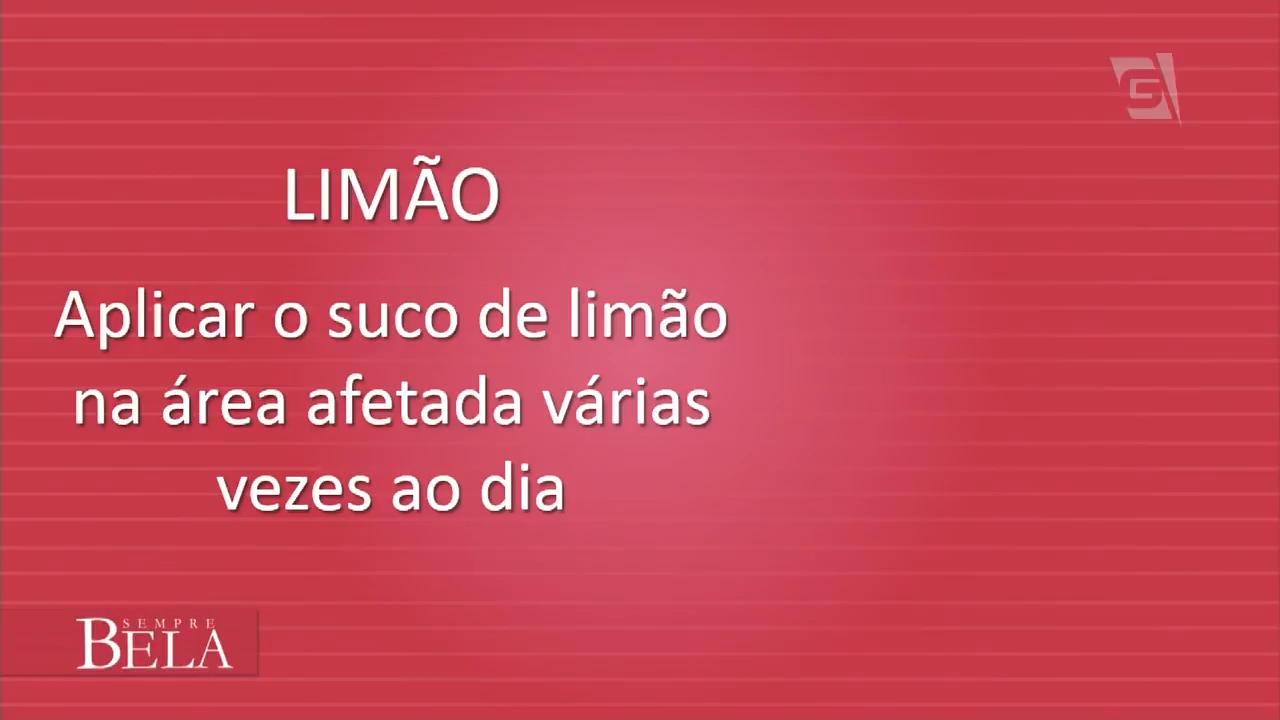 LIMÃO
Aplicar o suco de limão
na área afetada várias
vezes ao dia
SEMPRE
BELA